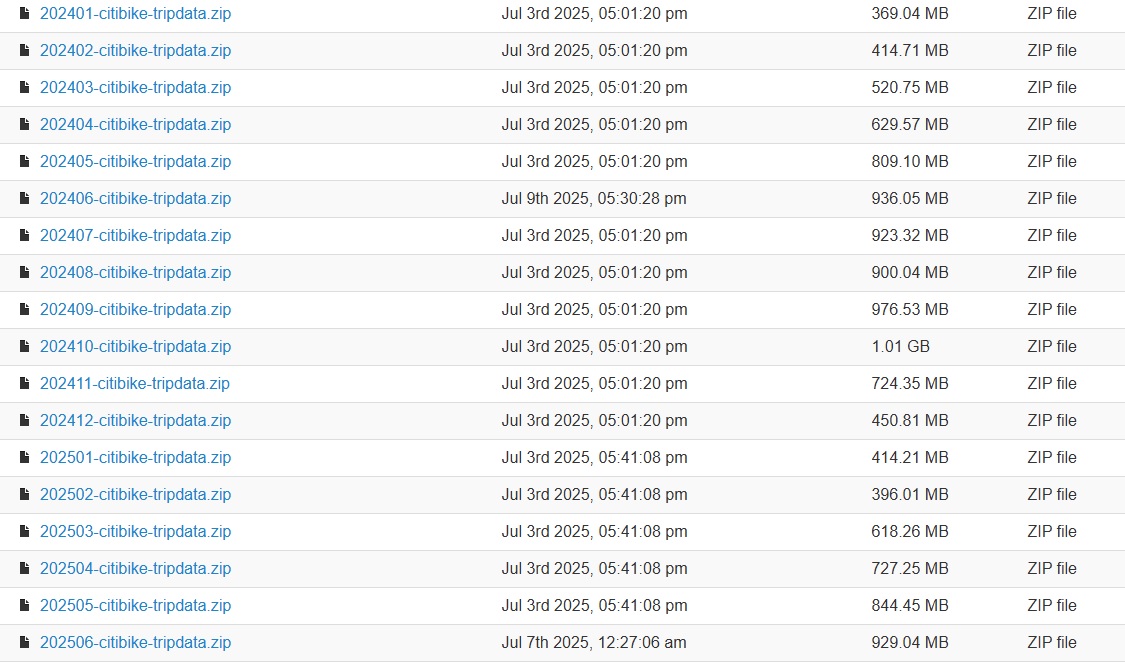 202401-citibike-tripdata.zip Jul 3rd 2025, 05:01:20 pm 369.04 MB ZIP file
202402-citibike-tripdata.zip Jul 3rd 2025, 05:01:20 pm 414.71 MB ZIP file
202403-citibike-tripdata.zip Jul 3rd 2025, 05:01:20 pm 520.75 MB ZIP file
202404-citibike-tripdata.zip Jul 3rd 2025, 05:01:20 pm 629.57 MB ZIP file
202405-citibike-tripdata.zip Jul 3rd 2025, 05:01:20 pm 809.10 MB ZIP file
202406-citibike-tripdata.zip Jul 9th 2025, 05:30:28 pm 936.05 MB ZIP file
202407-citibike-tripdata.zip Jul 3rd 2025, 05:01:20 pm 923.32 MB ZIP file
202408-citibike-tripdata.zip Jul 3rd 2025, 05:01:20 pm 900.04 MB ZIP file
202409-citibike-tripdata.zip Jul 3rd 2025, 05:01:20 pm 976.53 MB ZIP file
202410-citibike-tripdata.zip Jul 3rd 2025, 05:01:20 pm 1.01 GB ZIP file
202411-citibike-tripdata.zip Jul 3rd 2025, 05:01:20 pm 724.35 MB ZIP file
202412-citibike-tripdata.zip Jul 3rd 2025, 05:01:20 pm 450.81 MB ZIP file
202501-citibike-tripdata.zip Jul 3rd 2025, 05:41:08 pm 414.21 MB ZIP file
202502-citibike-tripdata.zip Jul 3rd 2025, 05:41:08 pm 396.01 MB ZIP file
202503-citibike-tripdata.zip Jul 3rd 2025, 05:41:08 pm 618.26 MB ZIP file
202504-citibike-tripdata.zip Jul 3rd 2025, 05:41:08 pm 727.25 MB ZIP file
202505-citibike-tripdata.zip Jul 3rd 2025, 05:41:08 pm 844.45 MB ZIP file
202506-citibike-tripdata.zip Jul 7th 2025, 12:27:06 am 929.04 MB ZIP file